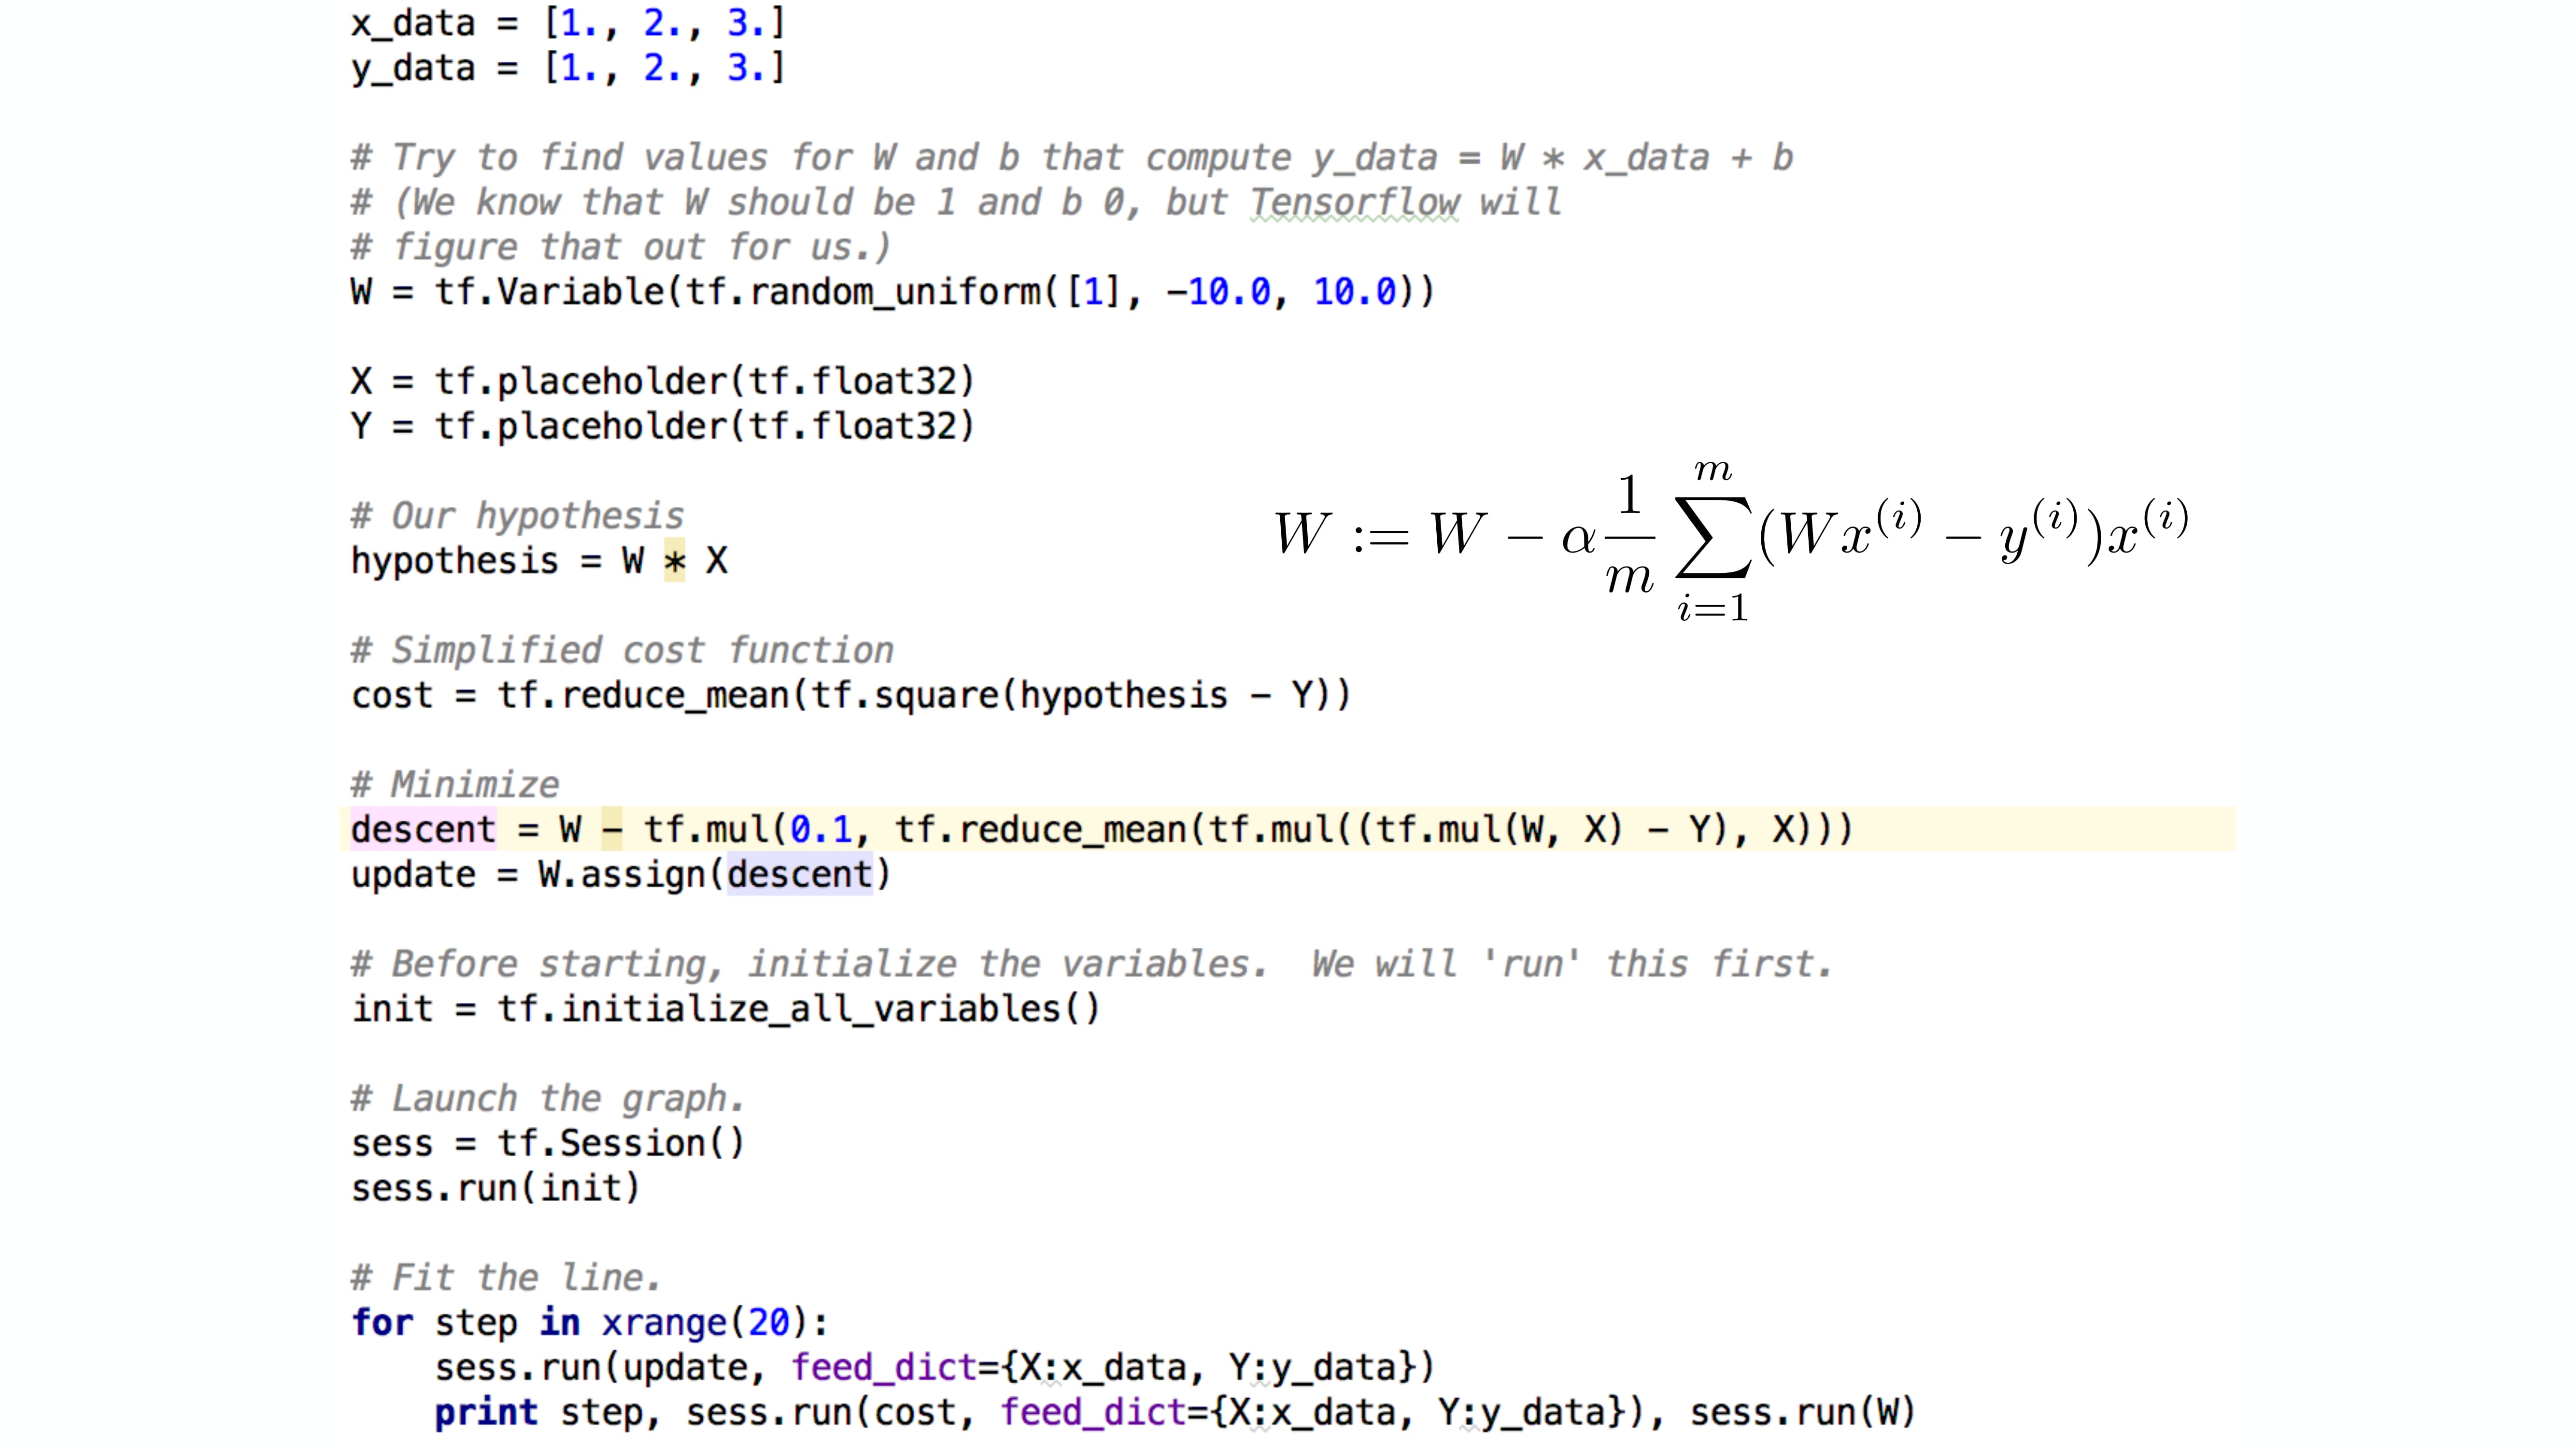 x_data = [1., 2., 3.]
y_data = [1., 2., 3.]
# Try to find values for W and b that compute y_data = W * x_data + b
# (We know that W should be 1 and b 0, but Tensorflow will
# figure that out for us.)
W = tf.Variable(tf.random_uniform([1], -10.0, 10.0))
X = tf.placeholder(tf.float32)
Y = tf.placeholder(tf.float32)
# Our hypothesis
hypothesis = W * X
W := W − α \frac{1}{m} \sum_{i=1}^{m} (Wx^{(i)} − y^{(i)})x^{(i)}
# Simplified cost function
cost = tf.reduce_mean(tf.square(hypothesis - Y))
# Minimize
descent = W - tf.mul(0.1, tf.reduce_mean(tf.mul((tf.mul(W, X) - Y), X)))
update = W.assign(descent)
# Before starting, initialize the variables.  We will 'run' this first.
init = tf.initialize_all_variables()
# Launch the graph.
sess = tf.Session()
sess.run(init)
# Fit the line.
for step in xrange(20):
    sess.run(update, feed_dict={X:x_data, Y:y_data})
    print step, sess.run(cost, feed_dict={X:x_data, Y:y_data}), sess.run(W)